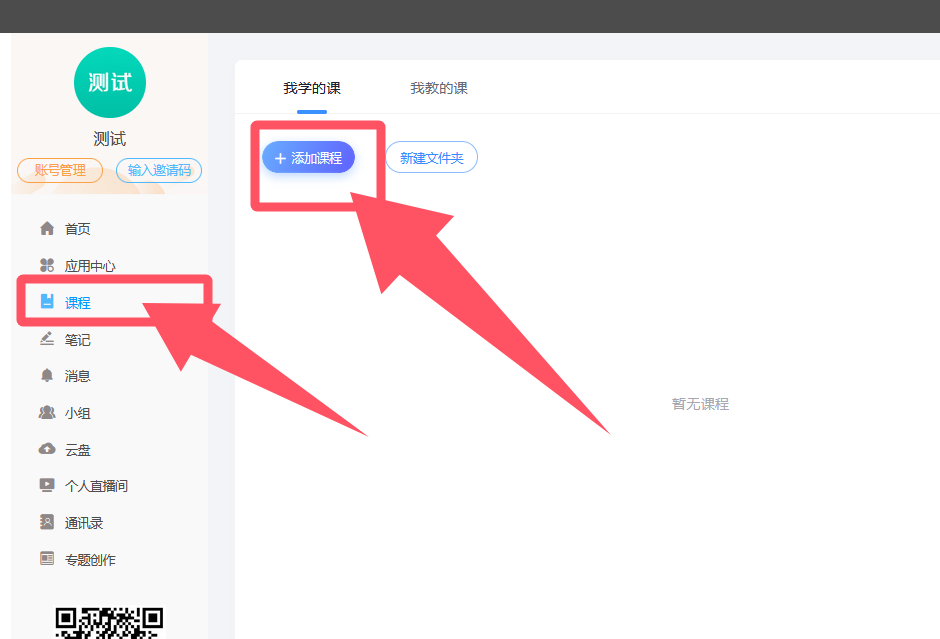 测试
测试
账号管理 输入邀请码
首页
应用中心
课程
笔记
消息
小组
云盘
个人直播间
通讯录
专题创作
我学的课 我教的课
+ 添加课程 新建文件夹
暂无课程